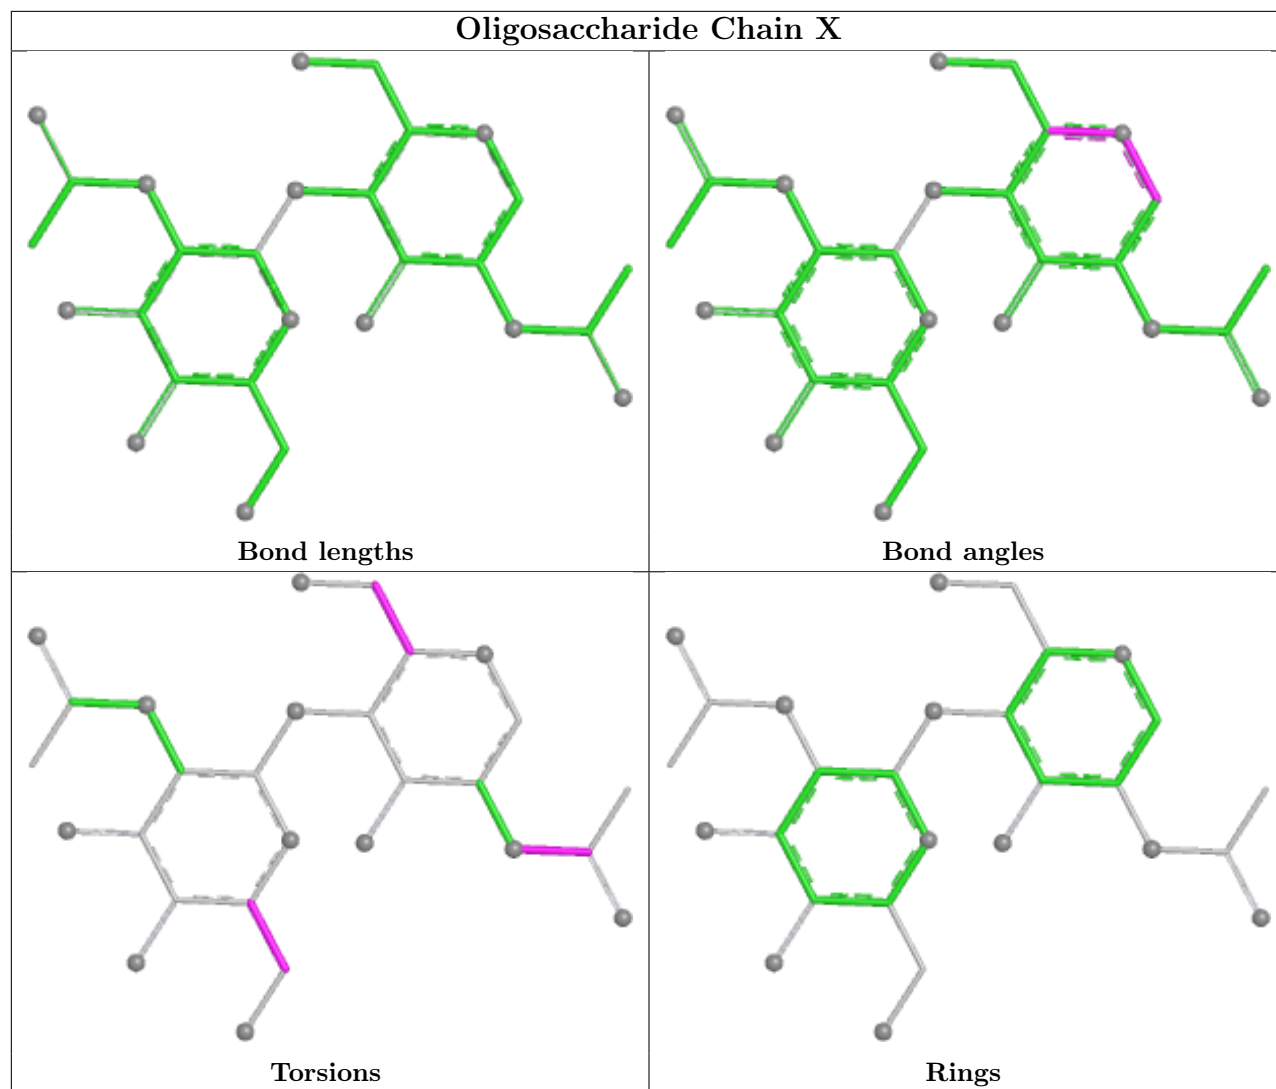 Oligosaccharide Chain X
Bond lengths
Bond angles
Torsions
Rings